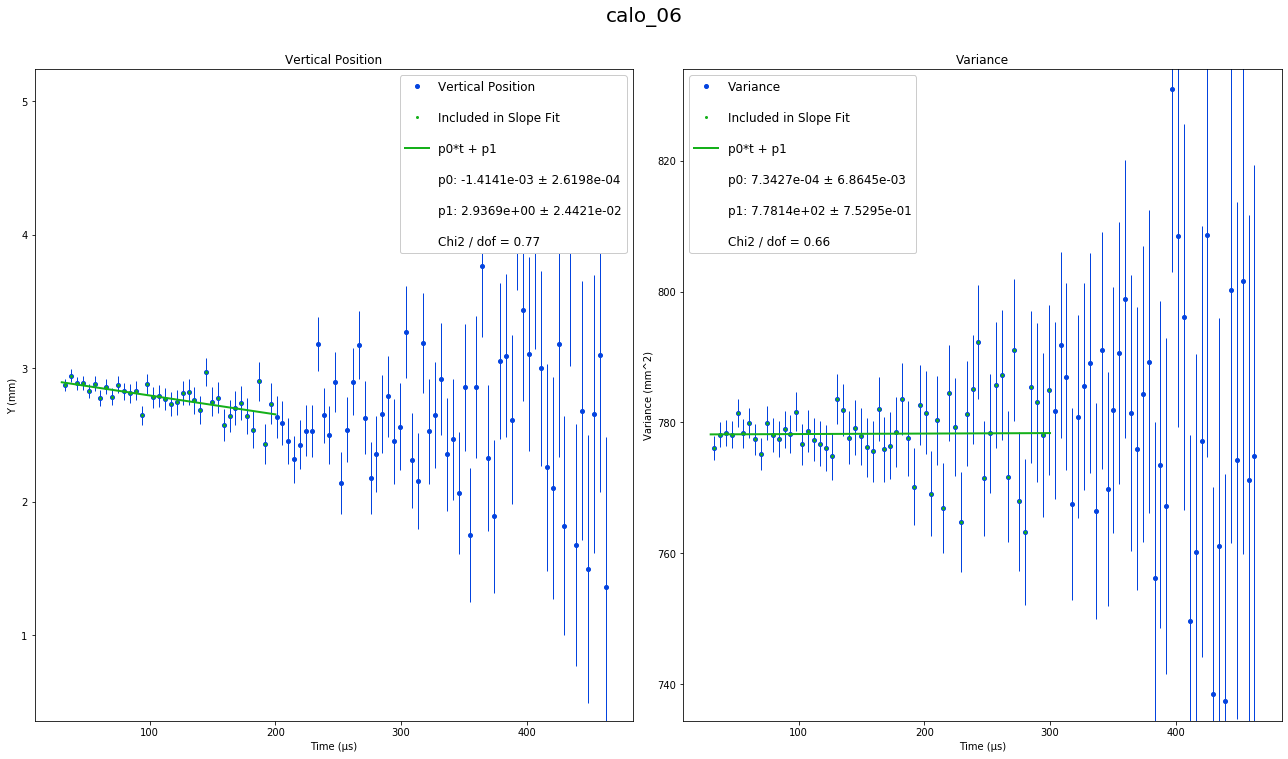 calo_06
Vertical Position
Vertical Position
Included in Slope Fit
p0*t + p1
p0: -1.4141e-03 ± 2.6198e-04
p1: 2.9369e+00 ± 2.4421e-02
Chi2 / dof = 0.77
5
4
3
2
1
Y (mm)
100
200
300
400
Time (µs)
Variance
Variance
Included in Slope Fit
p0*t + p1
p0: 7.3427e-04 ± 6.8645e-03
p1: 7.7814e+02 ± 7.5295e-01
Chi2 / dof = 0.66
820
800
780
760
740
Variance (mm^2)
100
200
300
400
Time (µs)